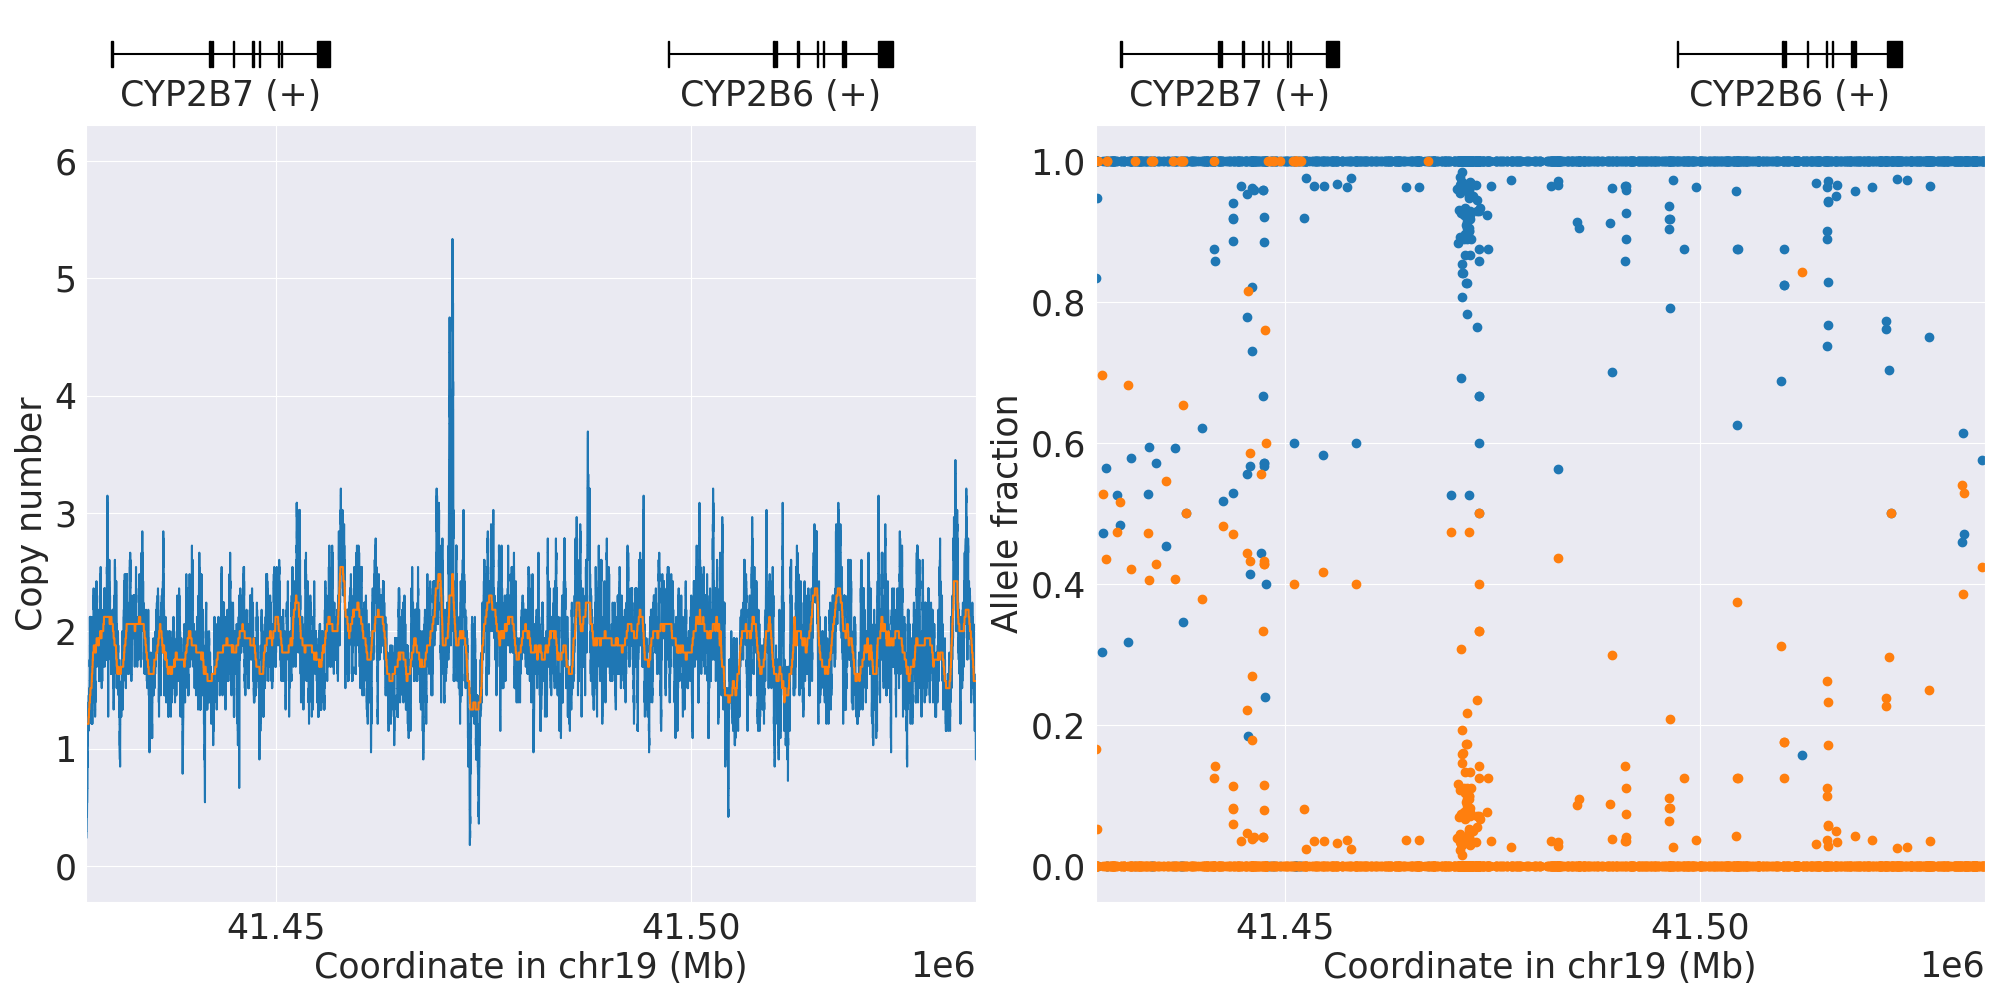 CYP2B7 (+) CYP2B6 (+)
Copy number
6
5
4
3
2
1
0
41.45 41.50
Coordinate in chr19 (Mb) 1e6
CYP2B7 (+) CYP2B6 (+)
Allele fraction
1.0
0.8
0.6
0.4
0.2
0.0
41.45 41.50
Coordinate in chr19 (Mb) 1e6